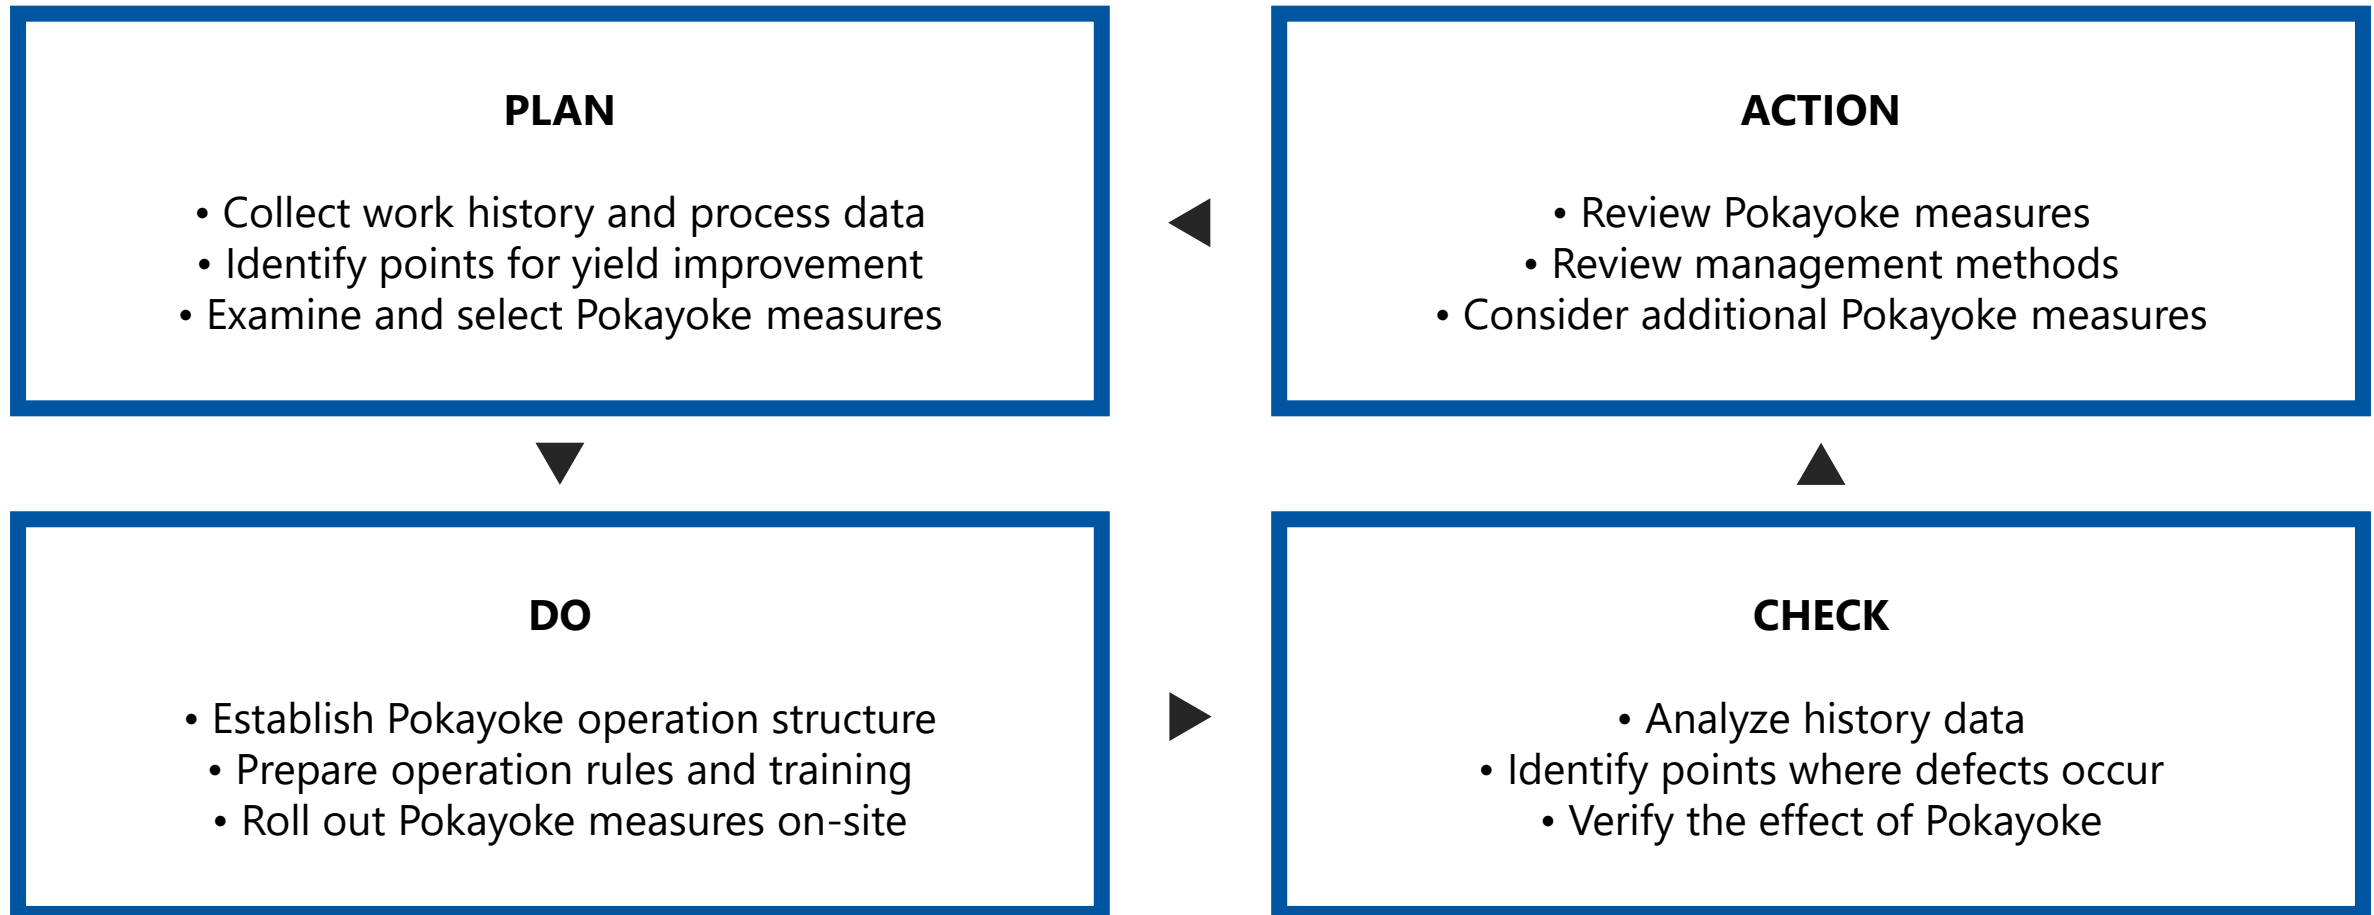 PLAN
• Collect work history and process data
• Identify points for yield improvement
• Examine and select Pokayoke measures
ACTION
• Review Pokayoke measures
• Review management methods
• Consider additional Pokayoke measures
DO
• Establish Pokayoke operation structure
• Prepare operation rules and training
• Roll out Pokayoke measures on-site
CHECK
• Analyze history data
• Identify points where defects occur
• Verify the effect of Pokayoke